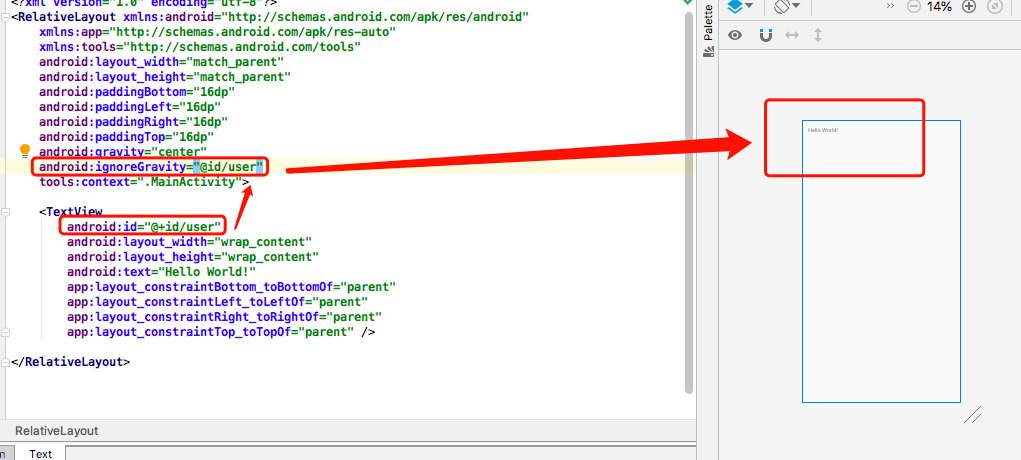 <?xml version="1.0" encoding="utf-8"?>
<RelativeLayout xmlns:android="http://schemas.android.com/apk/res/android"
xmlns:app="http://schemas.android.com/apk/res-auto"
xmlns:tools="http://schemas.android.com/tools"
android:layout_width="match_parent"
android:layout_height="match_parent"
android:paddingBottom="16dp"
android:paddingLeft="16dp"
android:paddingRight="16dp"
android:paddingTop="16dp"
android:gravity="center"
android:ignoreGravity="@id/user"
tools:context=".MainActivity">
<TextView
android:id="@+id/user"
android:layout_width="wrap_content"
android:layout_height="wrap_content"
android:text="Hello World!"
app:layout_constraintBottom_toBottomOf="parent"
app:layout_constraintLeft_toLeftOf="parent"
app:layout_constraintRight_toRightOf="parent"
app:layout_constraintTop_toTopOf="parent" />
</RelativeLayout>
RelativeLayout
Text
Palette
14%
Hello World!